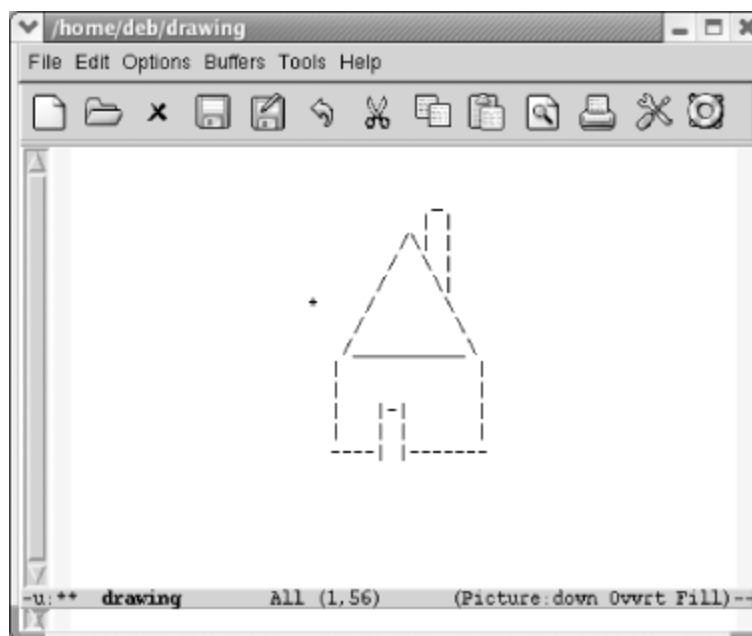 /home/deb/drawing
File Edit Options Buffers Tools Help
-u:** drawing All (1,56) (Picture:down Ovwrt Fill)--